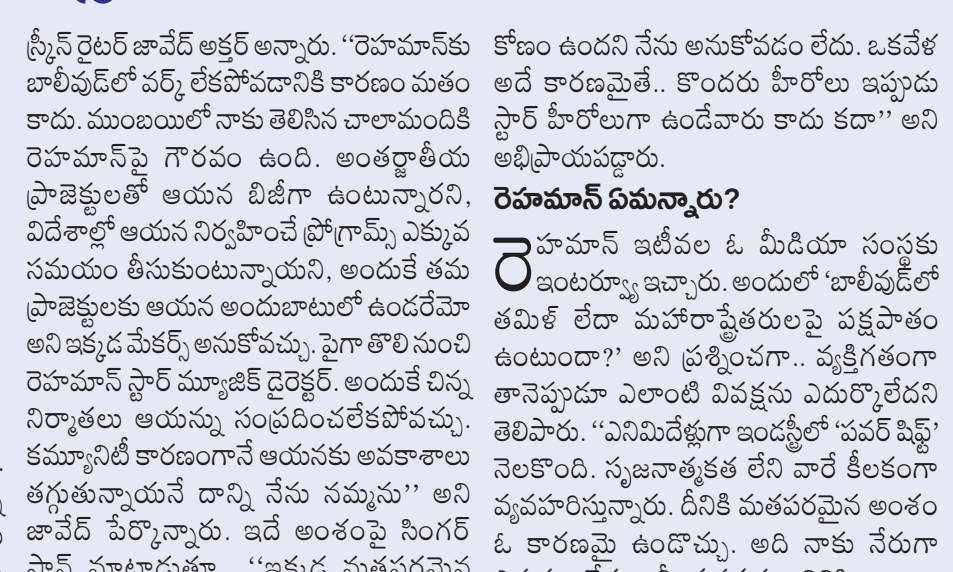 స్క్రీన్ రైటర్ జావేద్ అక్తర్ అన్నారు. ‘‘రెహమాన్‌కు
బాలీవుడ్‌లో వర్క్ లేకపోవడానికి కారణం మతం
కాదు. ముంబయిలో నాకు తెలిసిన చాలామందికి
రెహమాన్‌పై గౌరవం ఉంది. అంతర్జాతీయ
ప్రాజెక్టులతో ఆయన బిజీగా ఉంటున్నారని,
విదేశాల్లో ఆయన నిర్వహించే ప్రోగ్రామ్స్ ఎక్కువ
సమయం తీసుకుంటున్నాయని, అందుకే తమ
ప్రాజెక్టులకు ఆయన అందుబాటులో ఉండరేమో
అని ఇక్కడ మేకర్స్ అనుకోవచ్చు. పైగా తొలి నుంచి
రెహమాన్ స్టార్ మ్యూజిక్ డైరెక్టర్. అందుకే చిన్న
నిర్మాతలు ఆయన్ను సంప్రదించలేకపోవచ్చు.
కమ్యూనిటీ కారణంగానే ఆయనకు అవకాశాలు
తగ్గుతున్నాయనే దాన్ని నేను నమ్మను’’ అని
జావేద్ పేర్కొన్నారు. ఇదే అంశంపై సింగర్
షాన్ మాట్లాడుతూ.. ‘‘ఇక్కడ మతపరమైన
కోణం ఉందని నేను అనుకోవడం లేదు. ఒకవేళ
అదే కారణమైతే.. కొందరు హీరోలు ఇప్పుడు
స్టార్ హీరోలుగా ఉండేవారు కాదు కదా’’ అని
అభిప్రాయపడ్డారు.
రెహమాన్ ఏమన్నారు?
రెహమాన్ ఇటీవల ఓ మీడియా సంస్థకు
ఇంటర్వ్యూ ఇచ్చారు. అందులో ‘బాలీవుడ్‌లో
తమిళ్ లేదా మహారాష్ట్రేతరులపై పక్షపాతం
ఉంటుందా?’ అని ప్రశ్నించగా.. వ్యక్తిగతంగా
తానెప్పుడూ ఎలాంటి వివక్షను ఎదుర్కోలేదని
తెలిపారు. ‘‘ఎనిమిదేళ్లుగా ఇండస్ట్రీలో ‘పవర్ షిఫ్ట్’
నెలకొంది. సృజనాత్మకత లేని వారే కీలకంగా
వ్యవహరిస్తున్నారు. దీనికి మతపరమైన అంశం
ఓ కారణమై ఉండొచ్చు. అది నాకు నేరుగా